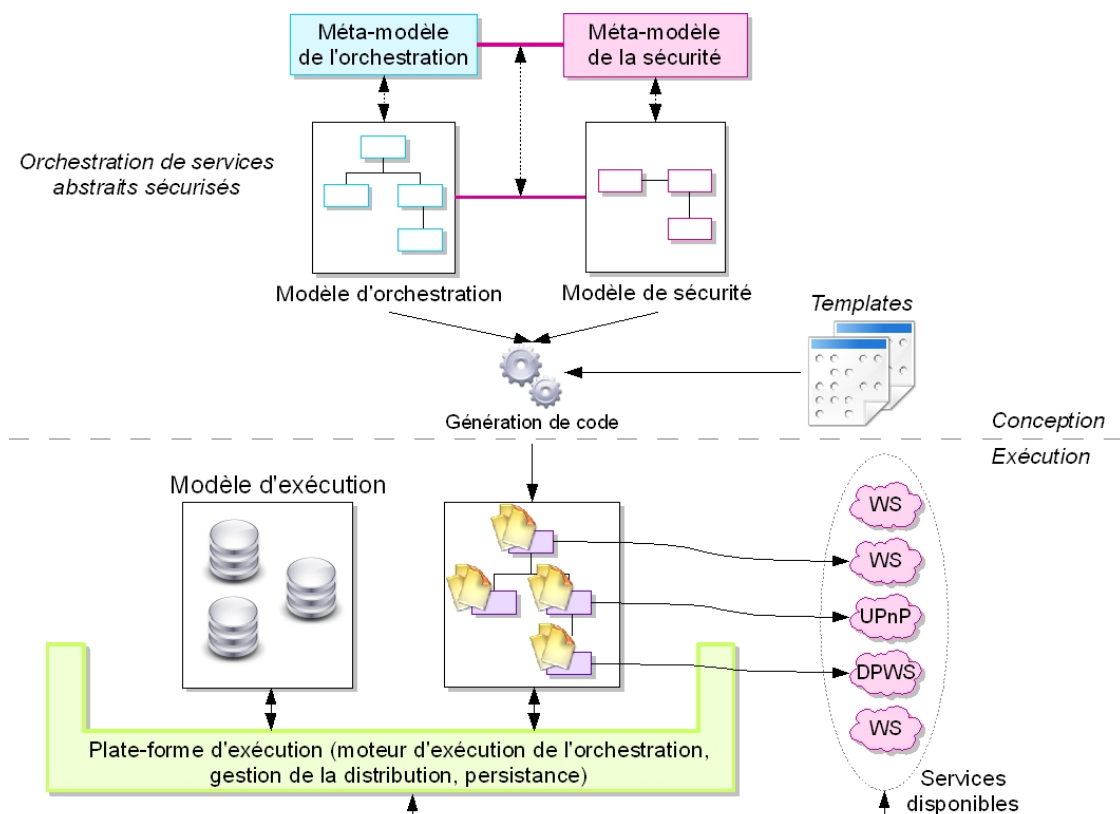 Méta-modèle
de l'orchestration
Méta-modèle
de la sécurité
Orchestration de services
abstraits sécurisés
Modèle d'orchestration
Modèle de sécurité
Templates
Génération de code
Conception
Exécution
Modèle d'exécution
WS
WS
UPnP
DPWS
WS
Plate-forme d'exécution (moteur d'exécution de l'orchestration,
gestion de la distribution, persistance)
Services
disponibles